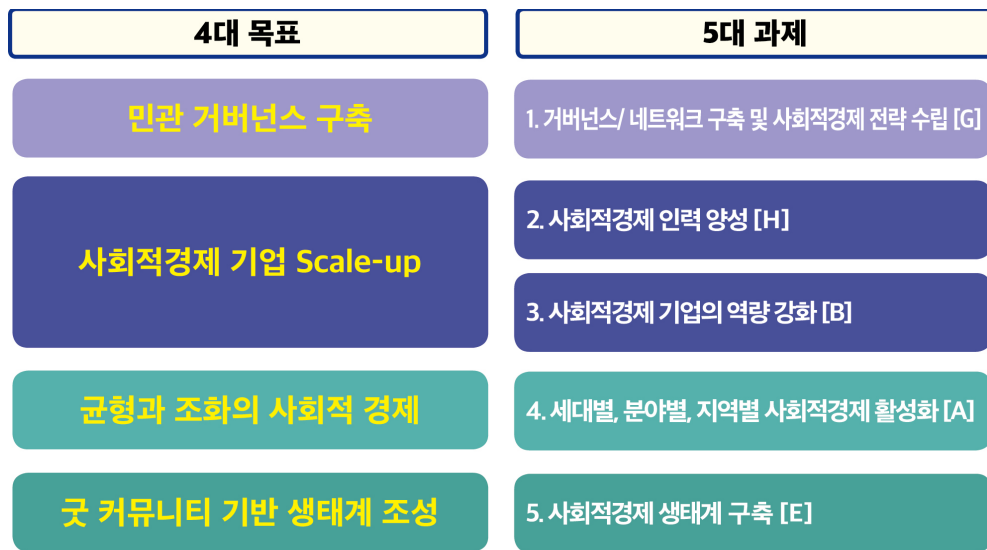 4대 목표
5대 과제
민관 거버넌스 구축
1. 거버넌스/ 네트워크 구축 및 사회적경제 전략 수립 [G]
사회적경제 기업 Scale-up
2. 사회적경제 인력 양성 [H]
3. 사회적경제 기업의 역량 강화 [B]
균형과 조화의 사회적 경제
4. 세대별, 분야별, 지역별 사회적경제 활성화 [A]
굿 커뮤니티 기반 생태계 조성
5. 사회적경제 생태계 구축 [E]